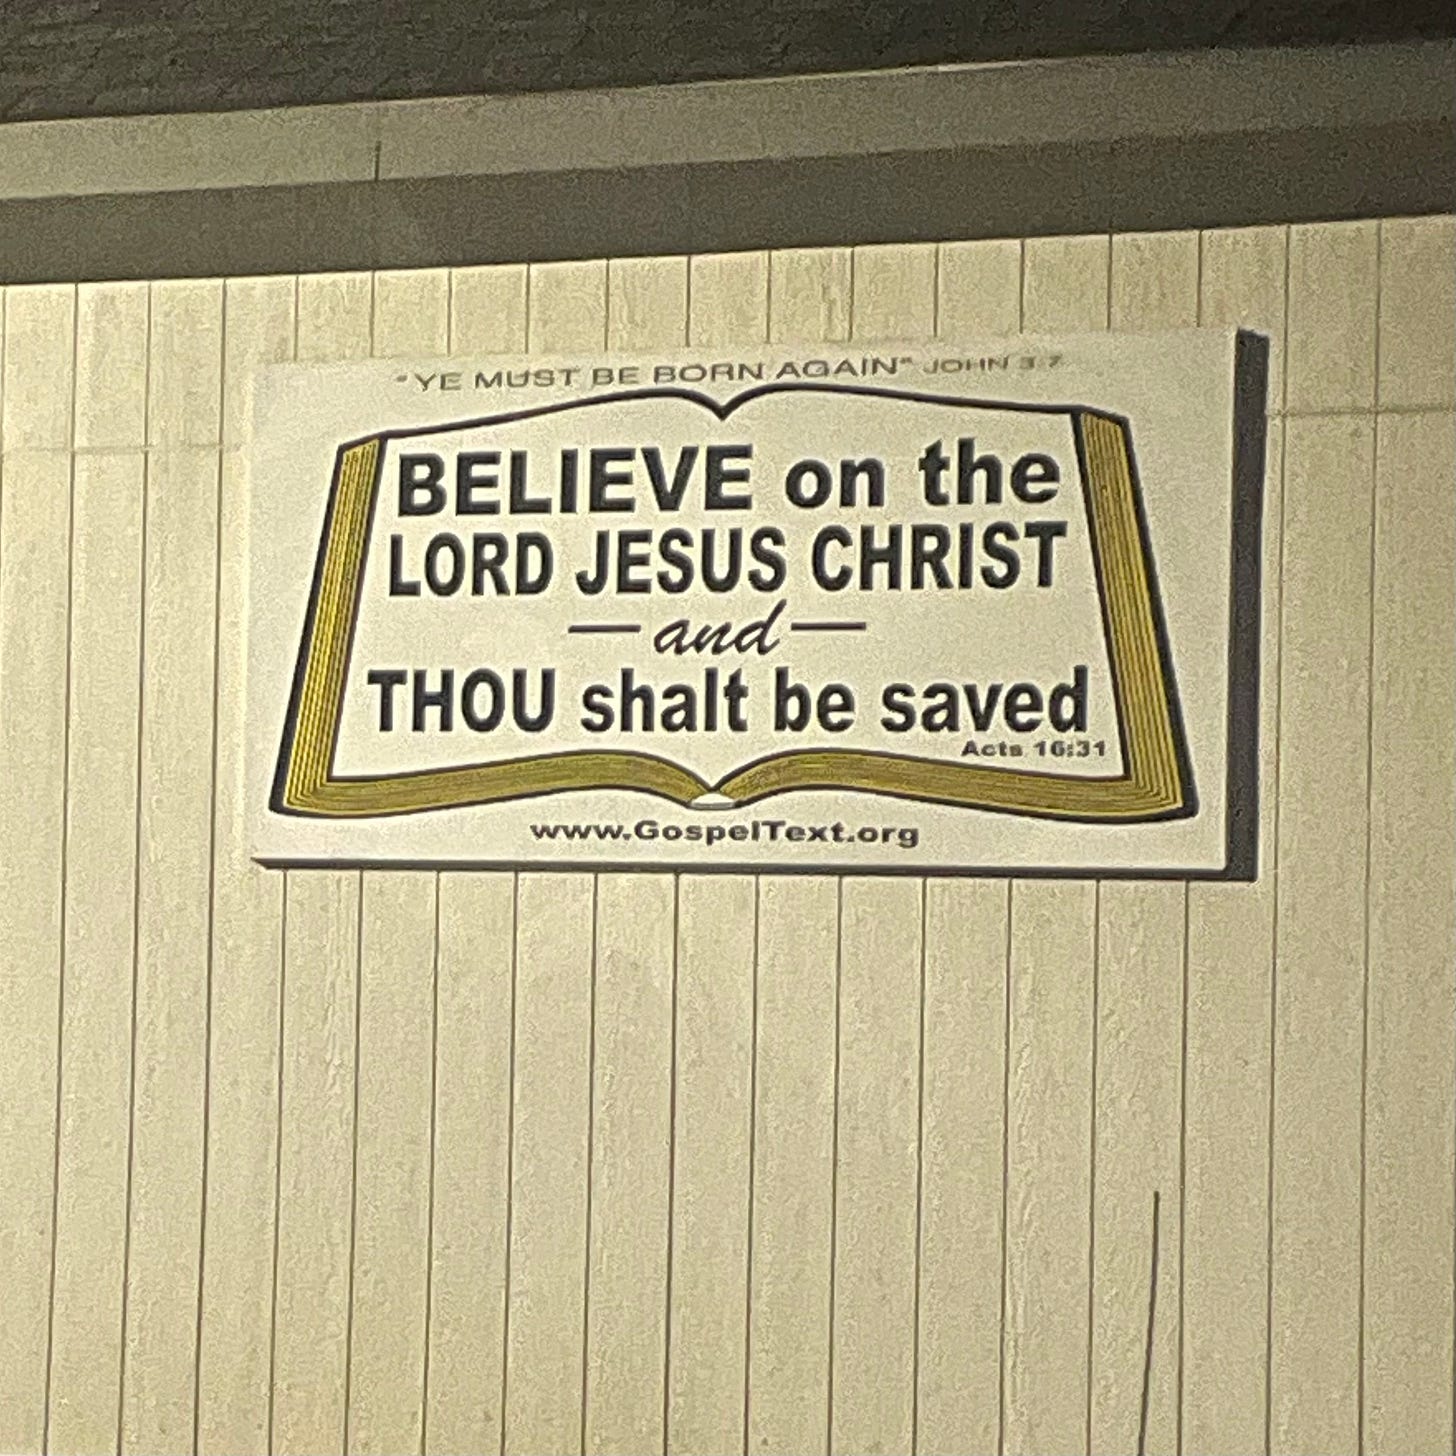 "YE MUST BE BORN AGAIN" JOHN 3:7
BELIEVE on the
LORD JESUS CHRIST
—and—
THOU shalt be saved
Acts 16:31
www.GospelText.org